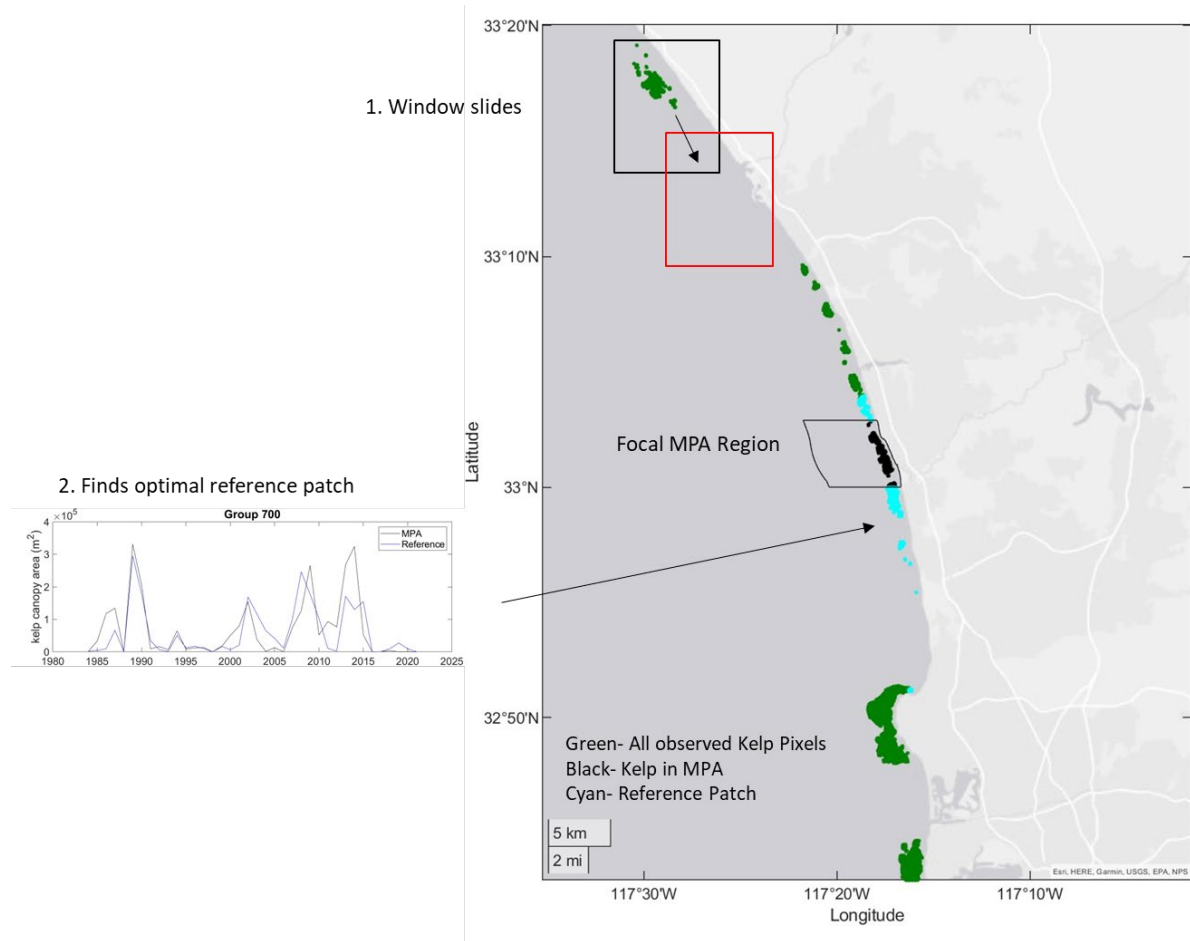 1. Window slides
33°20'N
33°10'N
33°N
32°50'N
Latitude
Focal MPA Region
2. Finds optimal reference patch
Group 700
×10⁵
MPA
Reference
kelp canopy area (m²)
4
3
2
1
0
1980 1985 1990 1995 2000 2005 2010 2015 2020 2025
Green- All observed Kelp Pixels
Black- Kelp in MPA
Cyan- Reference Patch
5 km
2 mi
Esri, HERE, Garmin, USGS, EPA, NPS
117°30'W 117°20'W 117°10'W
Longitude